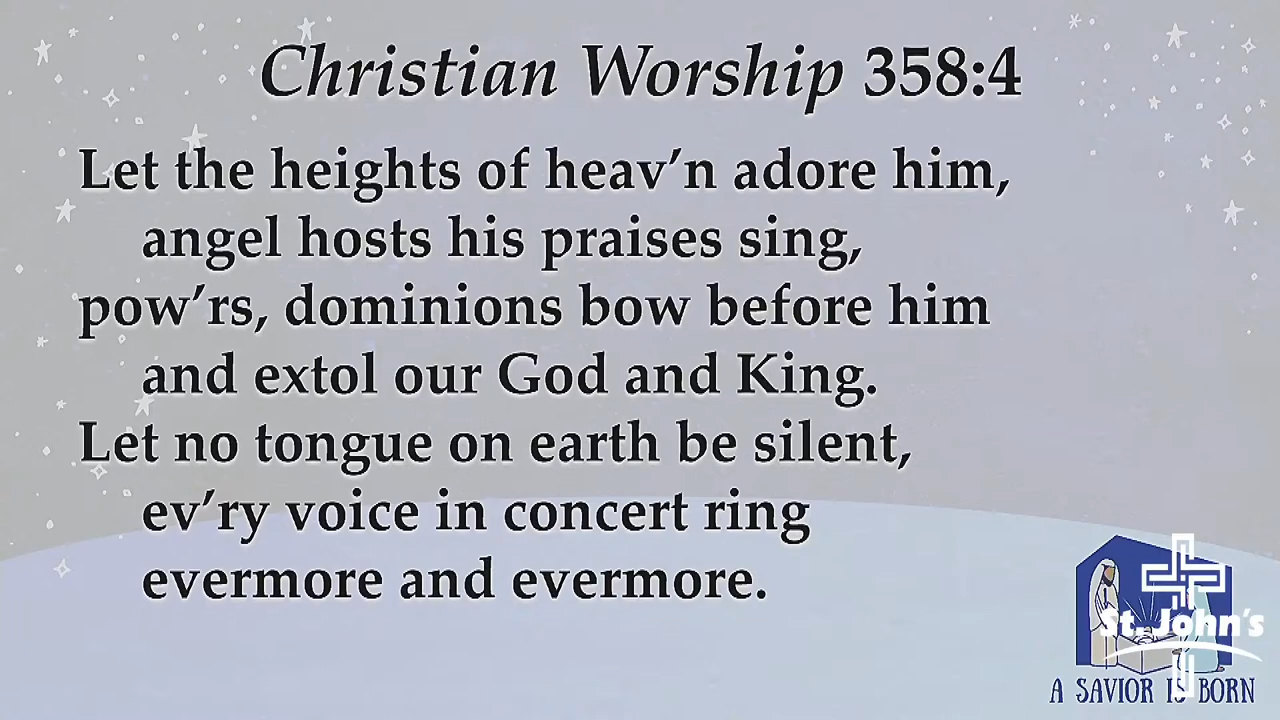 Christian Worship 358:4
Let the heights of heav’n adore him,
angel hosts his praises sing,
pow’rs, dominions bow before him
and extol our God and King.
Let no tongue on earth be silent,
ev’ry voice in concert ring
evermore and evermore.
St. John’s
A SAVIOR IS BORN